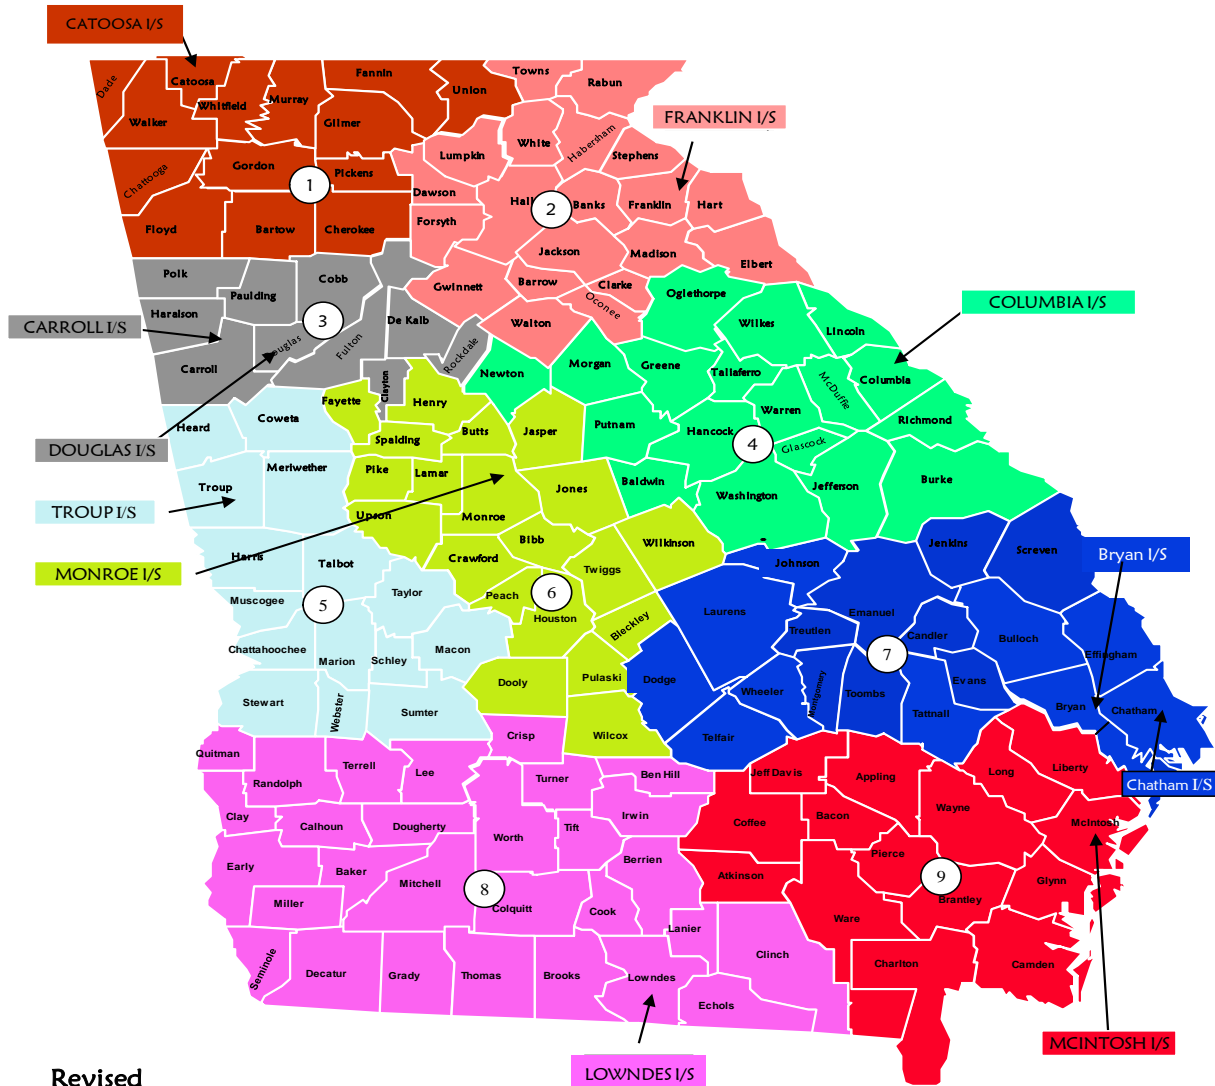 CATOOSA I/S
Dade
Catoosa
Whitfield
Murray
Fannin
Union
Towns
Rabun
Walker
Gilmer
FRANKLIN I/S
White
Habersham
Stephens
Lumpkin
Chattooga
Gordon
Pickens
1
Dawson
Hall
2
Banks
Franklin
Hart
Floyd
Bartow
Cherokee
Forsyth
Jackson
Madison
Elbert
Polk
Cobb
Paulding
Gwinnett
Barrow
Clarke
Oconee
Oglethorpe
COLUMBIA I/S
Haralson
CARROLL I/S
3
De Kalb
Walton
Wilkes
Lincoln
Douglas
Fulton
Rockdale
Carroll
Clayton
Newton
Morgan
Greene
Taliaferro
McDuffie
Columbia
Fayette
Henry
Warren
Richmond
Heard
Coweta
Spalding
Butts
Jasper
Putnam
Hancock
4
Glascock
DOUGLAS I/S
Meriwether
Pike
Lamar
Jones
Baldwin
Washington
Jefferson
Burke
Troup
TROUP I/S
Upson
Monroe
Bibb
Wilkinson
Jenkins
Screven
Bryan I/S
Harris
Talbot
Crawford
Twiggs
Johnson
MONROE I/S
Muscogee
5
Taylor
Peach
6
Houston
Bleckley
Laurens
Emanuel
Treutlen
Candler
Bulloch
Effingham
Chattahoochee
Marion
Schley
Macon
7
Dooly
Pulaski
Dodge
Wheeler
Montgomery
Toombs
Evans
Stewart
Webster
Sumter
Tattnall
Bryan
Chatham
Crisp
Wilcox
Telfair
Quitman
Randolph
Terrell
Lee
Turner
Ben Hill
Jeff Davis
Appling
Long
Liberty
Chatham I/S
Clay
Calhoun
Dougherty
Worth
Tift
Irwin
Coffee
Bacon
Wayne
McIntosh
Early
Baker
Mitchell
8
Berrien
Pierce
9
Atkinson
Glynn
Miller
Colquitt
Cook
Brantley
Ware
Lanier
Clinch
Seminole
Decatur
Grady
Thomas
Brooks
Lowndes
Charlton
Camden
Echols
MCINTOSH I/S
LOWNDES I/S
Revised